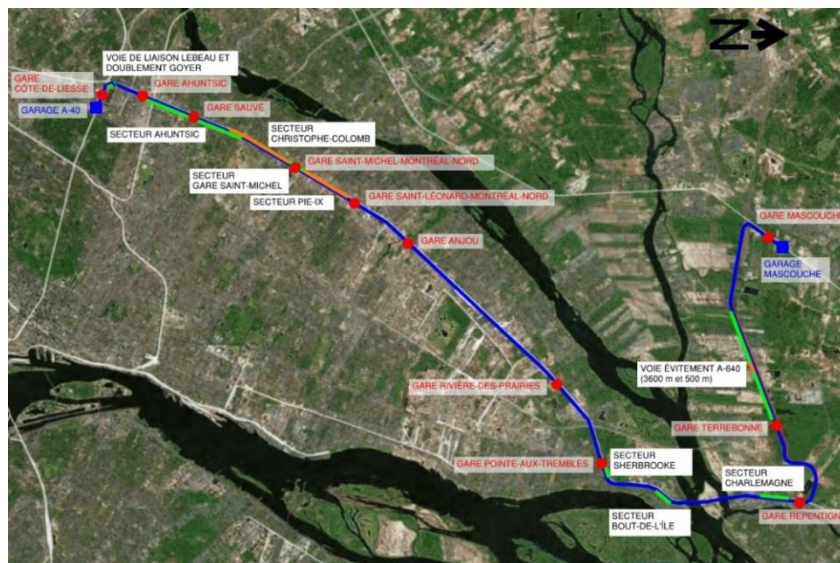 VOIE DE LIAISON LEBEAU ET
DOUBLEMENT GOYER
GARE
CÔTE-DE-LIESSE
GARE AHUNTSIC
GARAGE A-40
GARE SAUVÉ
SECTEUR AHUNTSIC
SECTEUR
CHRISTOPHE-COLOMB
GARE SAINT-MICHEL-MONTRÉAL-NORD
SECTEUR
GARE SAINT-MICHEL
SECTEUR PIE-IX
GARE SAINT-LÉONARD-MONTRÉAL-NORD
GARE ANJOU
GARE MASCOUCHE
GARAGE
MASCOUCHE
VOIE ÉVITEMENT A-640
(3600 m et 500 m)
GARE RIVIÈRE-DES-PRAIRIES
GARE TERREBONNE
GARE POINTE-AUX-TREMBLES
SECTEUR
SHERBROOKE
SECTEUR
CHARLEMAGNE
SECTEUR
BOUT-DE-L'ÎLE
GARE REPENTIGN
Z